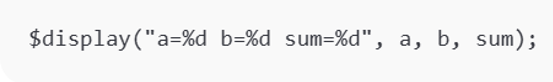 $display("a=%d b=%d sum=%d", a, b, sum);